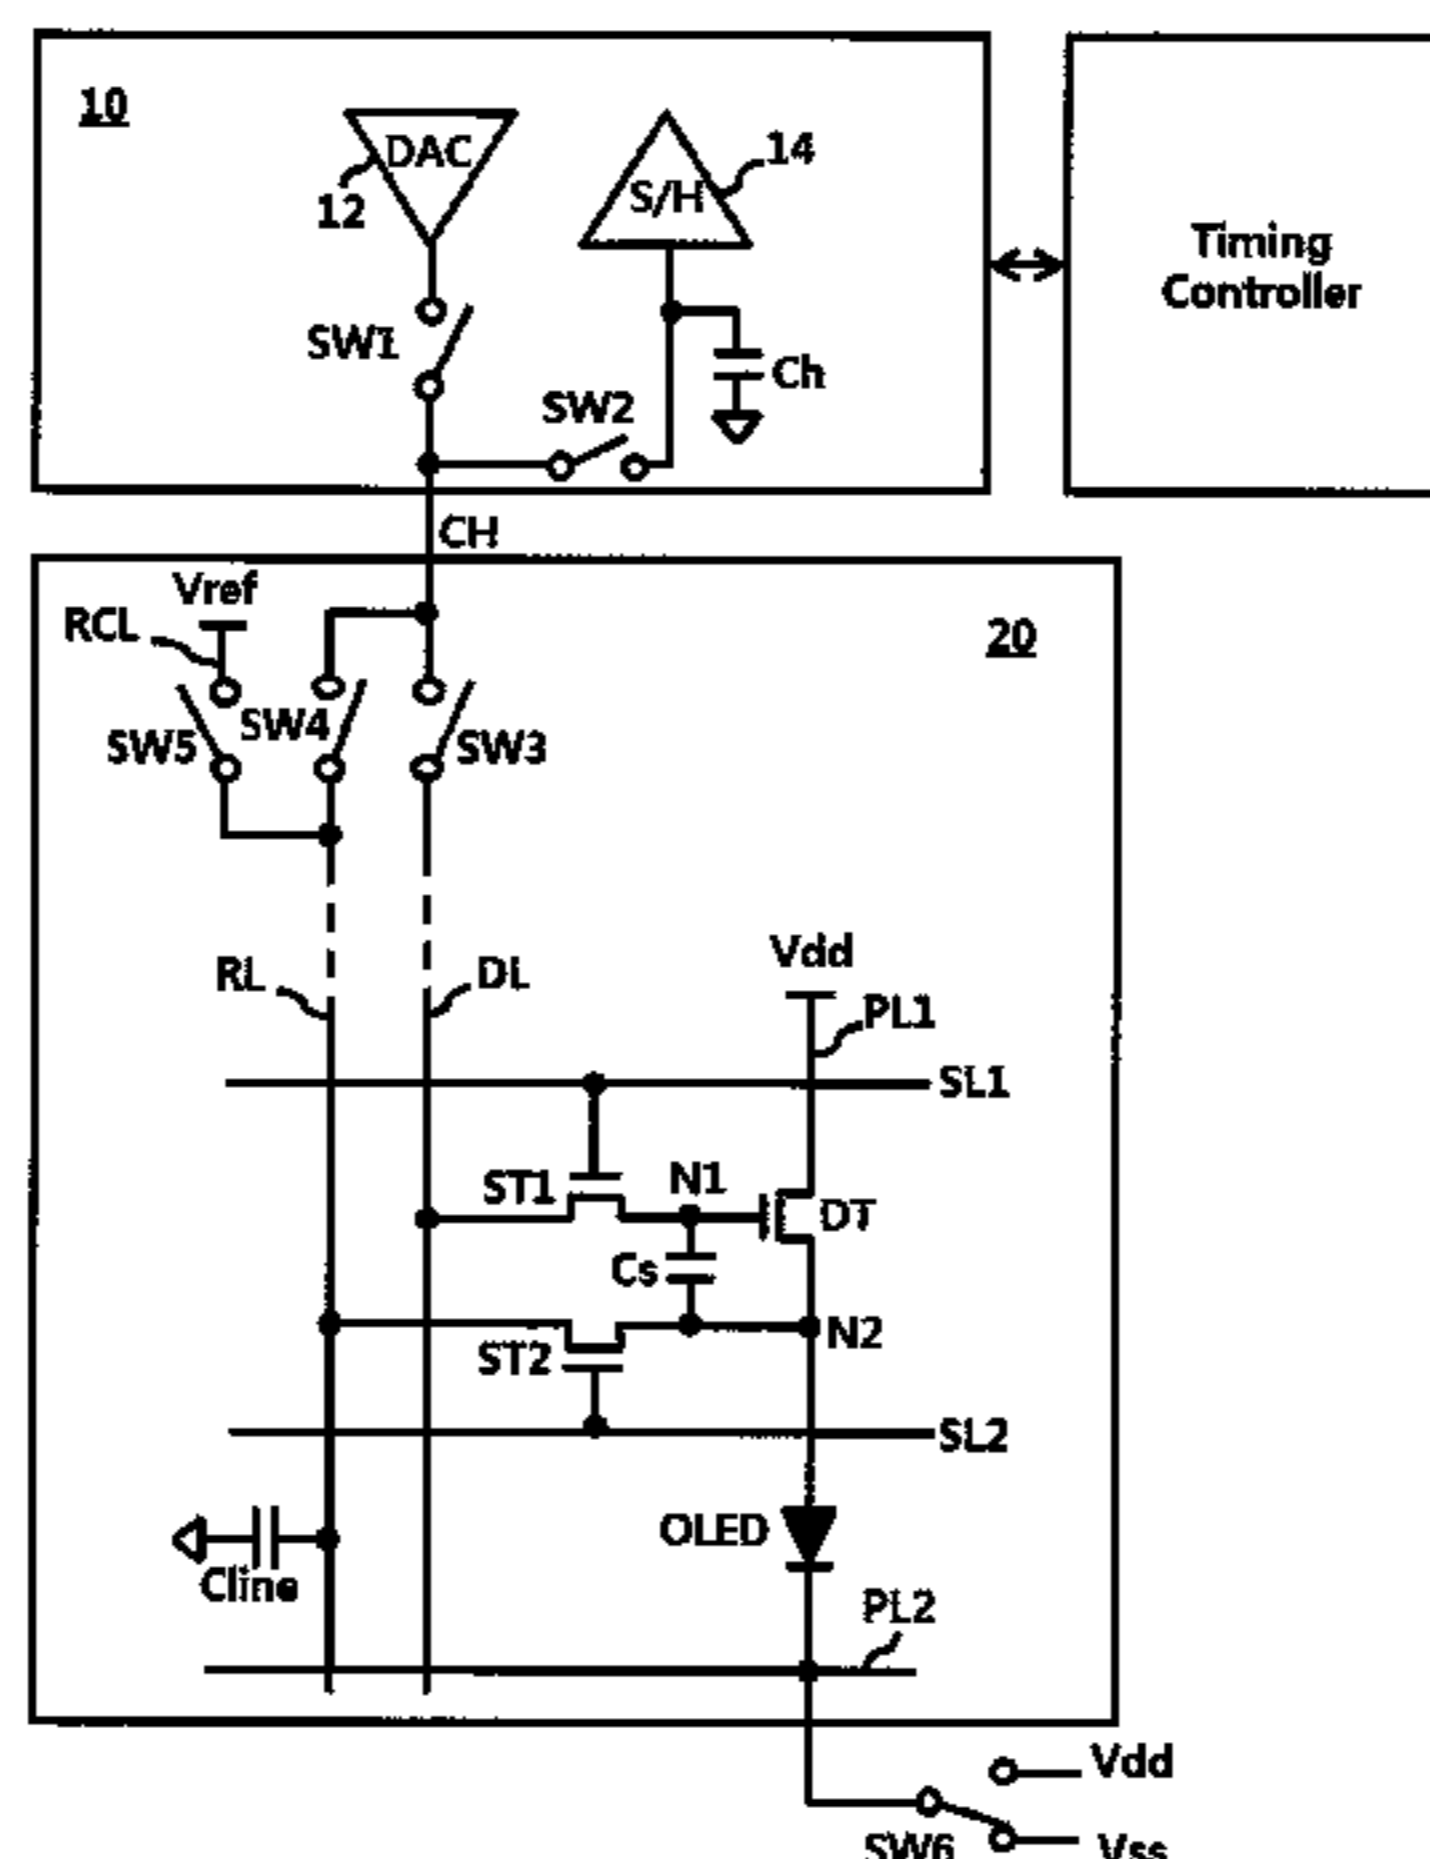 10
DAC
12
S/H
14
Timing
Controller
SW1
Ch
SW2
CH
Vref
RCL
20
SW4
SW5
SW3
Vdd
RL
DL
PL1
SL1
ST1
N1
DT
Cs
N2
ST2
SL2
OLED
Cline
PL2
Vdd
SW6
Vss